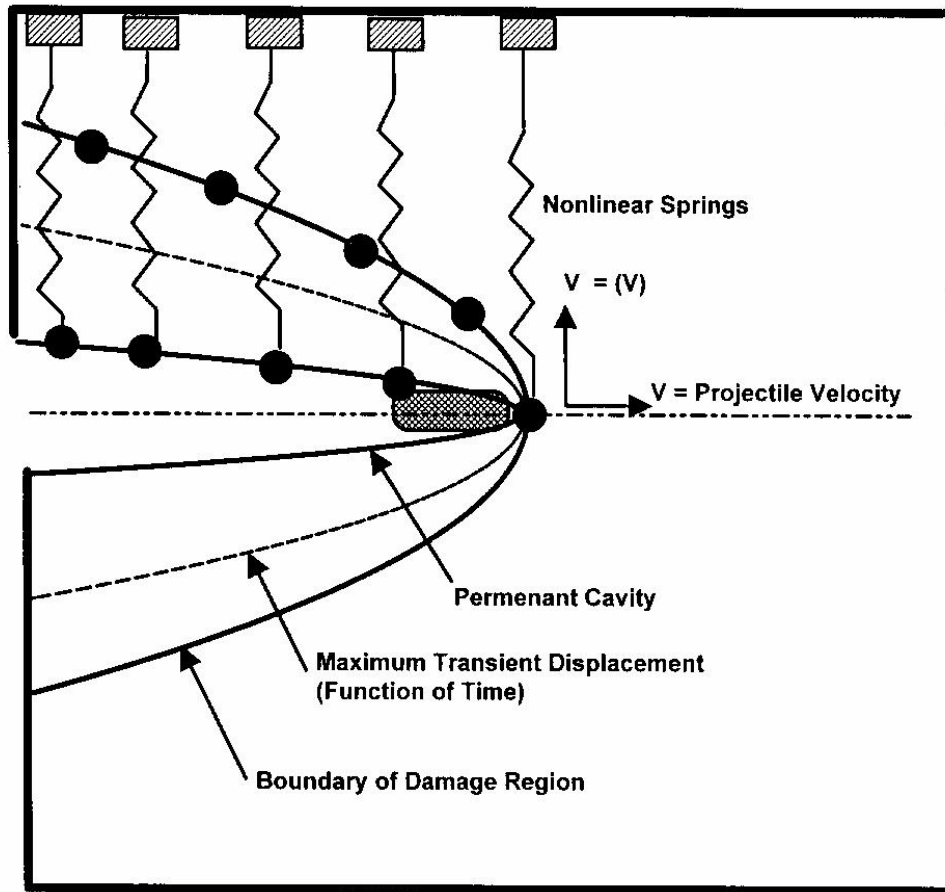 Nonlinear Springs
V = (V)
V = Projectile Velocity
Permenant Cavity
Maximum Transient Displacement
(Function of Time)
Boundary of Damage Region